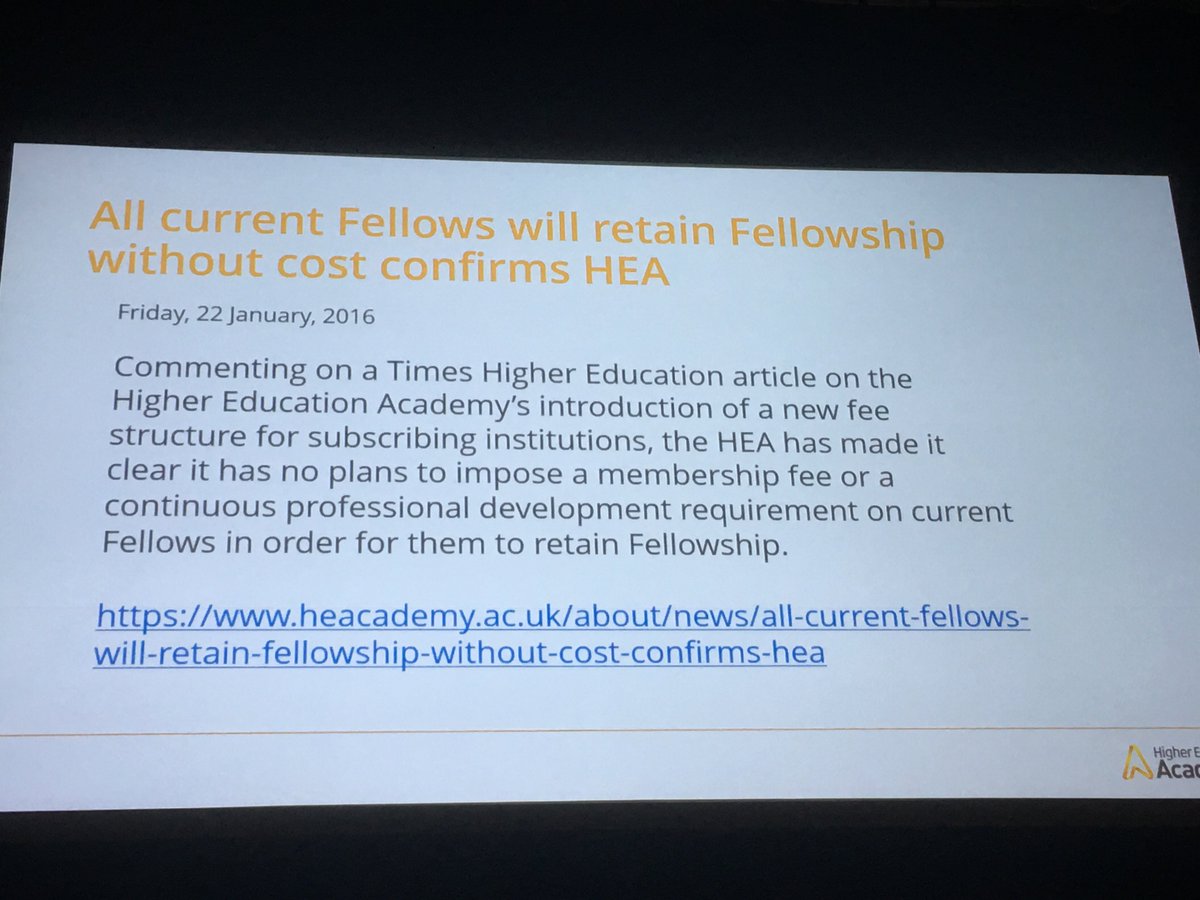 All current Fellows will retain Fellowship
without cost confirms HEA
Friday, 22 January, 2016
Commenting on a Times Higher Education article on the
Higher Education Academy's introduction of a new fee
structure for subscribing institutions, the HEA has made it
clear it has no plans to impose a membership fee or a
continuous professional development requirement on current
Fellows in order for them to retain Fellowship.
https://www.heacademy.ac.uk/about/news/all-current-fellows-
will-retain-fellowship-without-cost-confirms-hea
Higher E
Aca